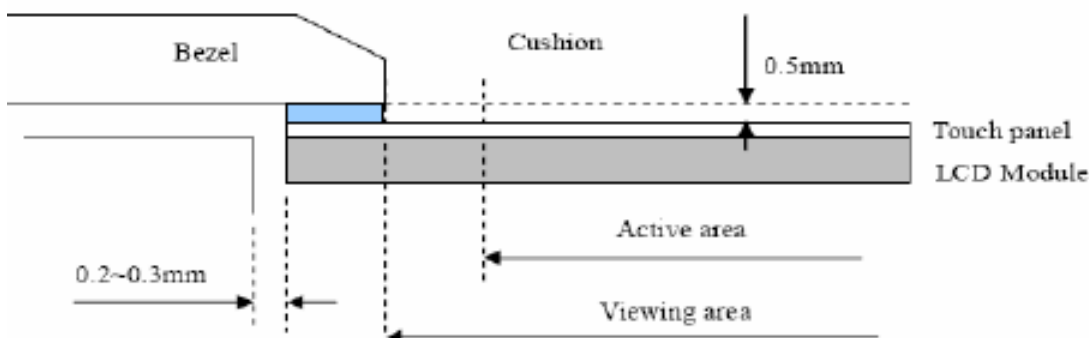 Bezel
Cushion
0.5mm
Touch panel
LCD Module
Active area
0.2~0.3mm
Viewing area